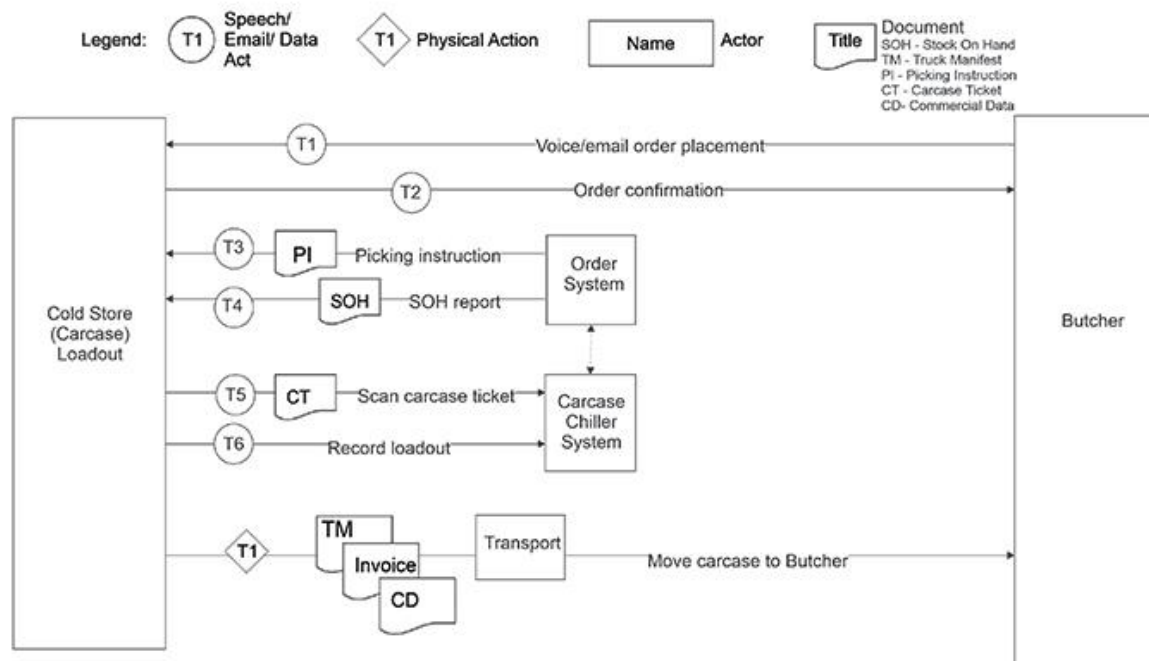 Legend:
T1
Speech/
Email/ Data
Act
T1
Physical Action
Name
Actor
Title
Document
SOH - Stock On Hand
TM - Truck Manifest
PI - Picking Instruction
CT - Carcase Ticket
CD- Commercial Data
T1
Voice/email order placement
T2
Order confirmation
T3
PI
Picking instruction
T4
SOH
SOH report
Order
System
Cold Store
(Carcase)
Loadout
Butcher
T5
CT
Scan carcase ticket
T6
Record loadout
Carcase
Chiller
System
T1
TM
Invoice
CD
Transport
Move carcase to Butcher